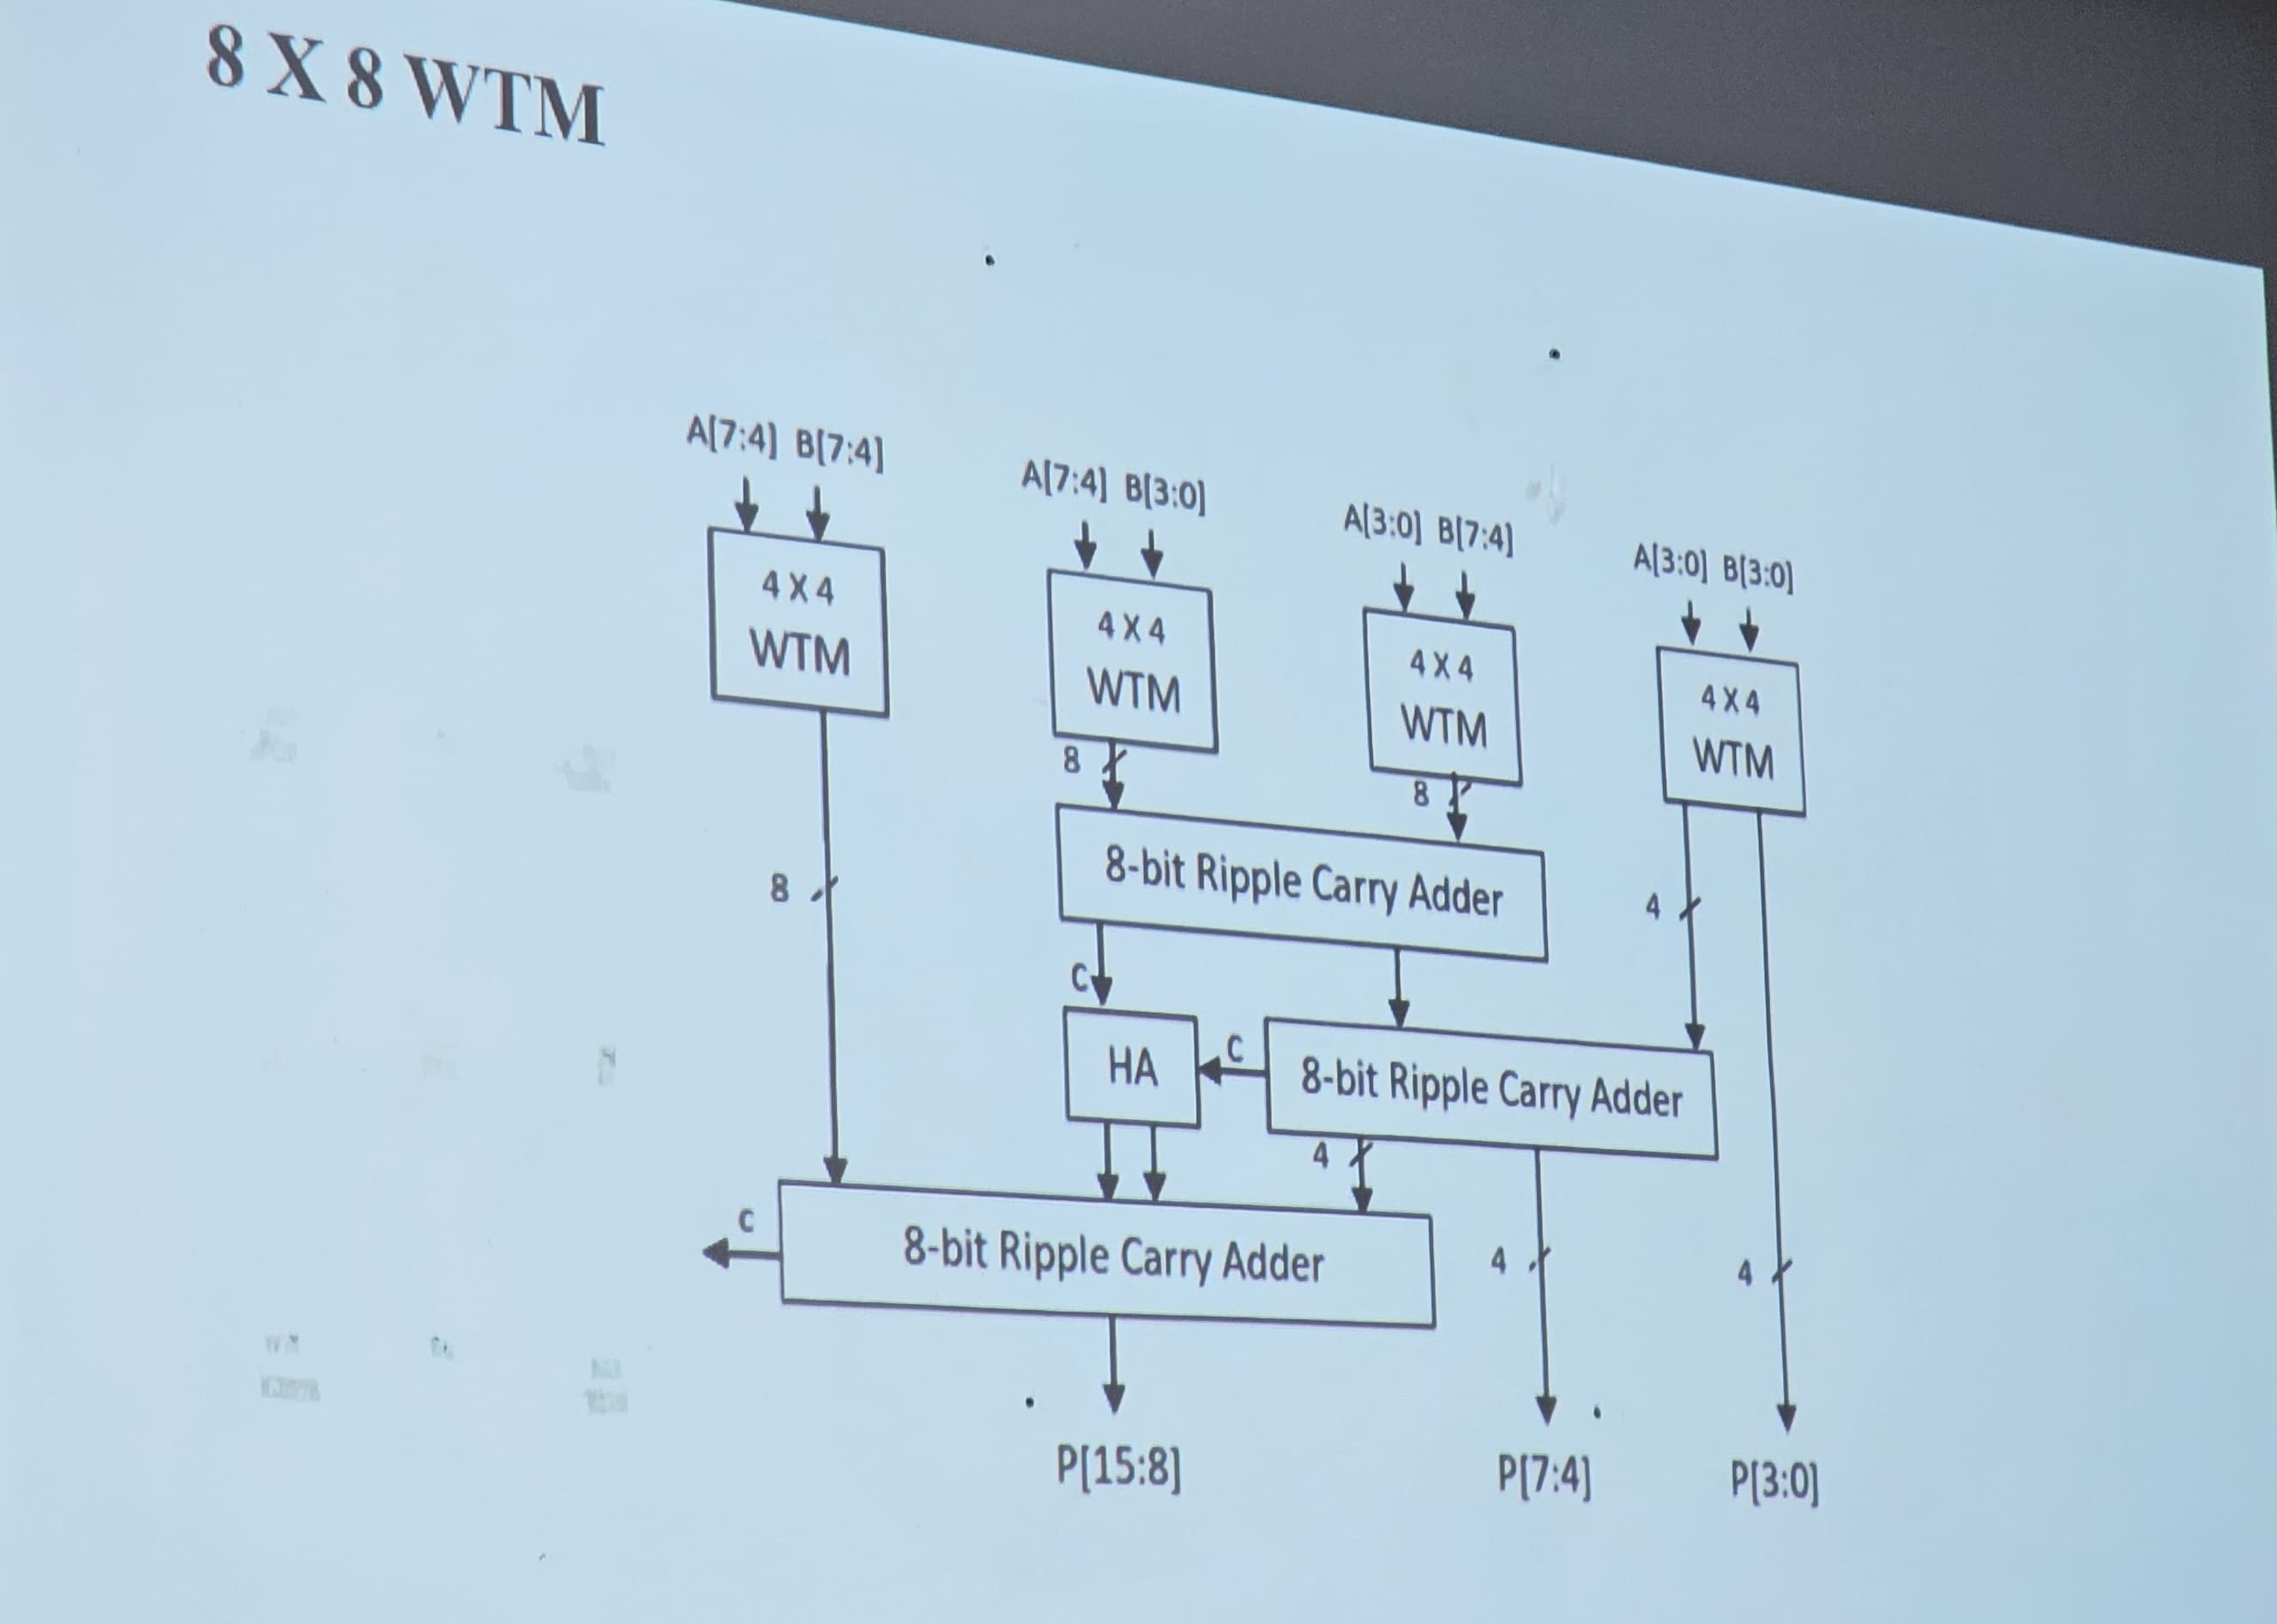 8 X 8 WTM
A[7:4] B[7:4]
A[7:4] B[3:0]
A[3:0] B[7:4]
A[3:0] B[3:0]
4 X 4
WTM
4 X 4
WTM
4 X 4
WTM
4 X 4
WTM
8
8
8-bit Ripple Carry Adder
8
4
C
HA
C
8-bit Ripple Carry Adder
4
C
8-bit Ripple Carry Adder
4
4
P[15:8]
P[7:4]
P[3:0]